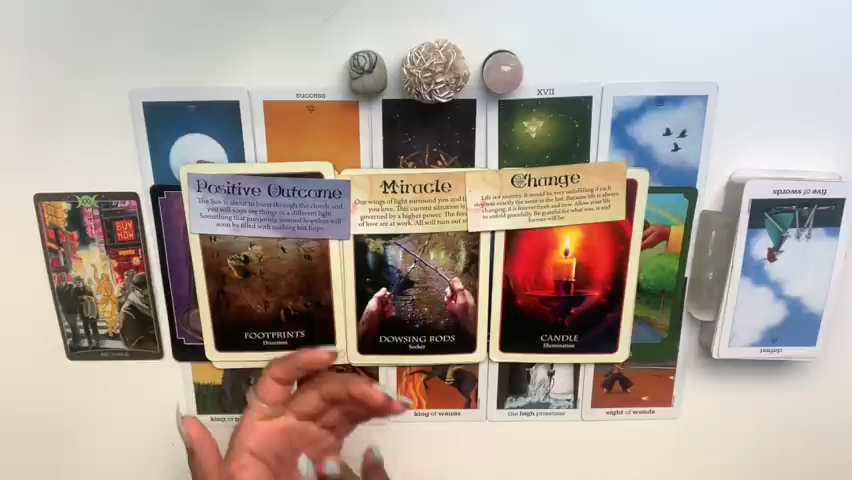 success
XVII
Positive Outcome
The Sun is about to burst through the clouds and
you will soon see things in a different light.
Something that previously seemed hopeless will
soon be filled with nothing but hope.
Miracle
Our wings of light surround you and t
you love. This current situation is
governed by a higher power. The for
of love are at work. All will turn out w
Change
Life is a journey. It would be very unfulfilling if each
step was exactly the same as the last. Because life is always
changing, it is forever fresh and new. Allow your life
to unfold gracefully. Be grateful for what was, is and
forever will be.
BUY
NOW
FOOTPRINTS
Direction
DOWSING RODS
Seeker
CANDLE
Illumination
five of swords
defeat
king of
king of wands
the high priestess
eight of wands